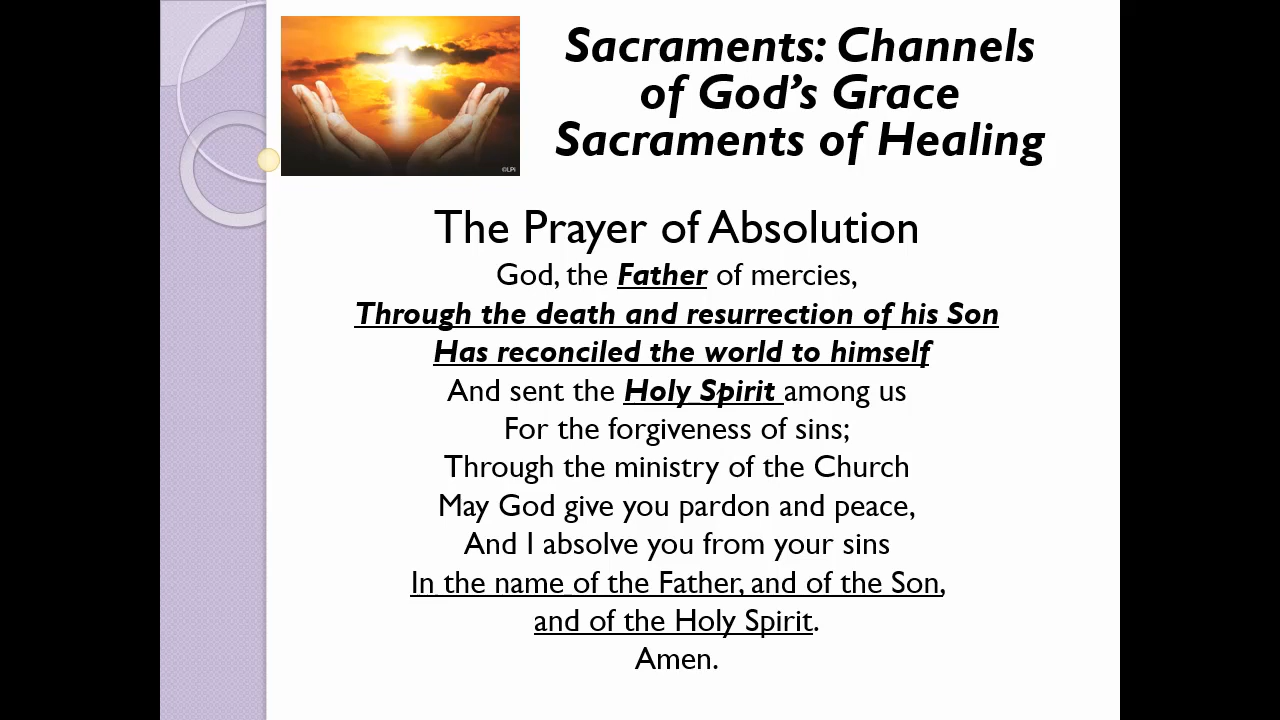 Sacraments: Channels
of God's Grace
Sacraments of Healing
©LPi
The Prayer of Absolution
God, the Father of mercies,
Through the death and resurrection of his Son
Has reconciled the world to himself
And sent the Holy Spirit among us
For the forgiveness of sins;
Through the ministry of the Church
May God give you pardon and peace,
And I absolve you from your sins
In the name of the Father, and of the Son,
and of the Holy Spirit.
Amen.